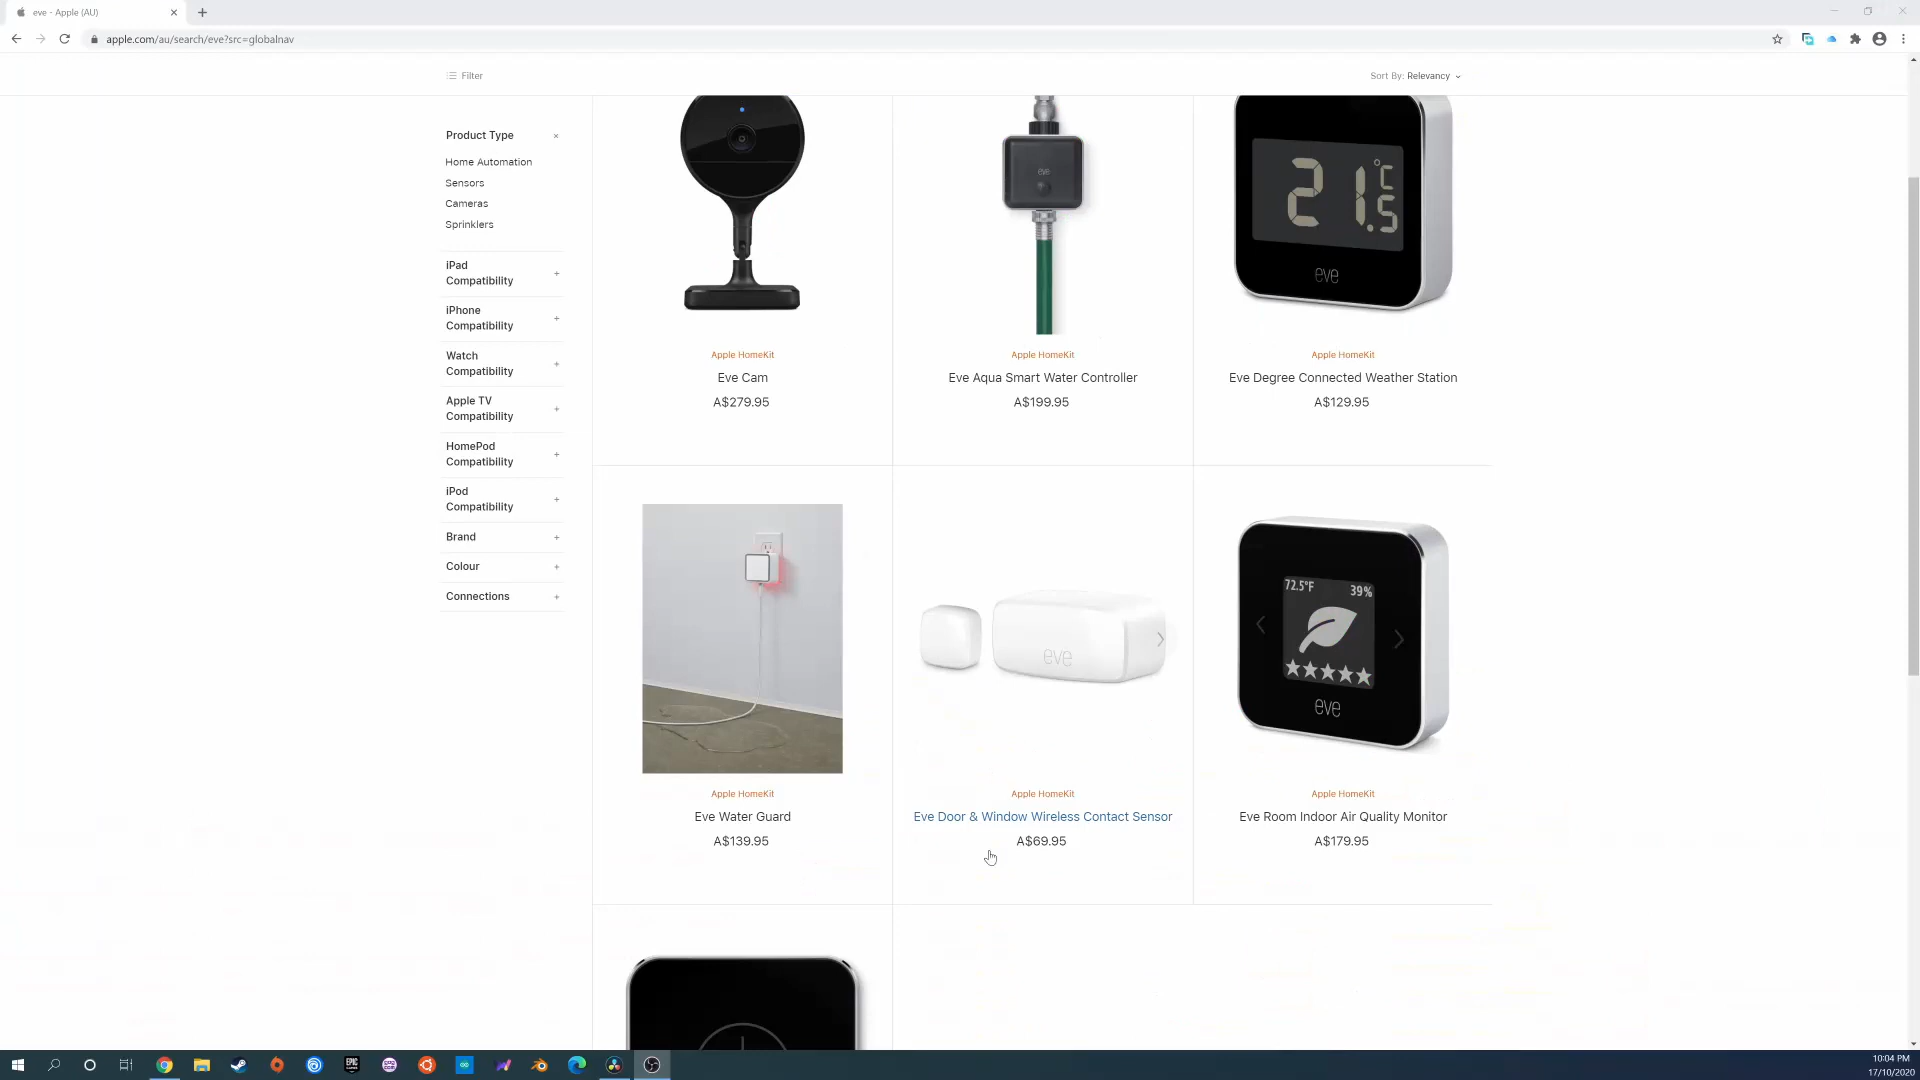 eve - Apple (AU)
apple.com/au/search/eve?src=globalnav
Filter
Sort By: Relevancy
Product Type
Home Automation
Sensors
Cameras
Sprinklers
iPad
Compatibility
iPhone
Compatibility
Watch
Compatibility
Apple TV
Compatibility
HomePod
Compatibility
iPod
Compatibility
Brand
Colour
Connections
Apple HomeKit
Eve Cam
A$279.95
eve
Apple HomeKit
Eve Aqua Smart Water Controller
A$199.95
21.5 °C
eve
Apple HomeKit
Eve Degree Connected Weather Station
A$129.95
Apple HomeKit
Eve Water Guard
A$139.95
eve
Apple HomeKit
Eve Door & Window Wireless Contact Sensor
A$69.95
72.5°F 39%
eve
Apple HomeKit
Eve Room Indoor Air Quality Monitor
A$179.95
EPIC
10:04 PM
17/10/2020